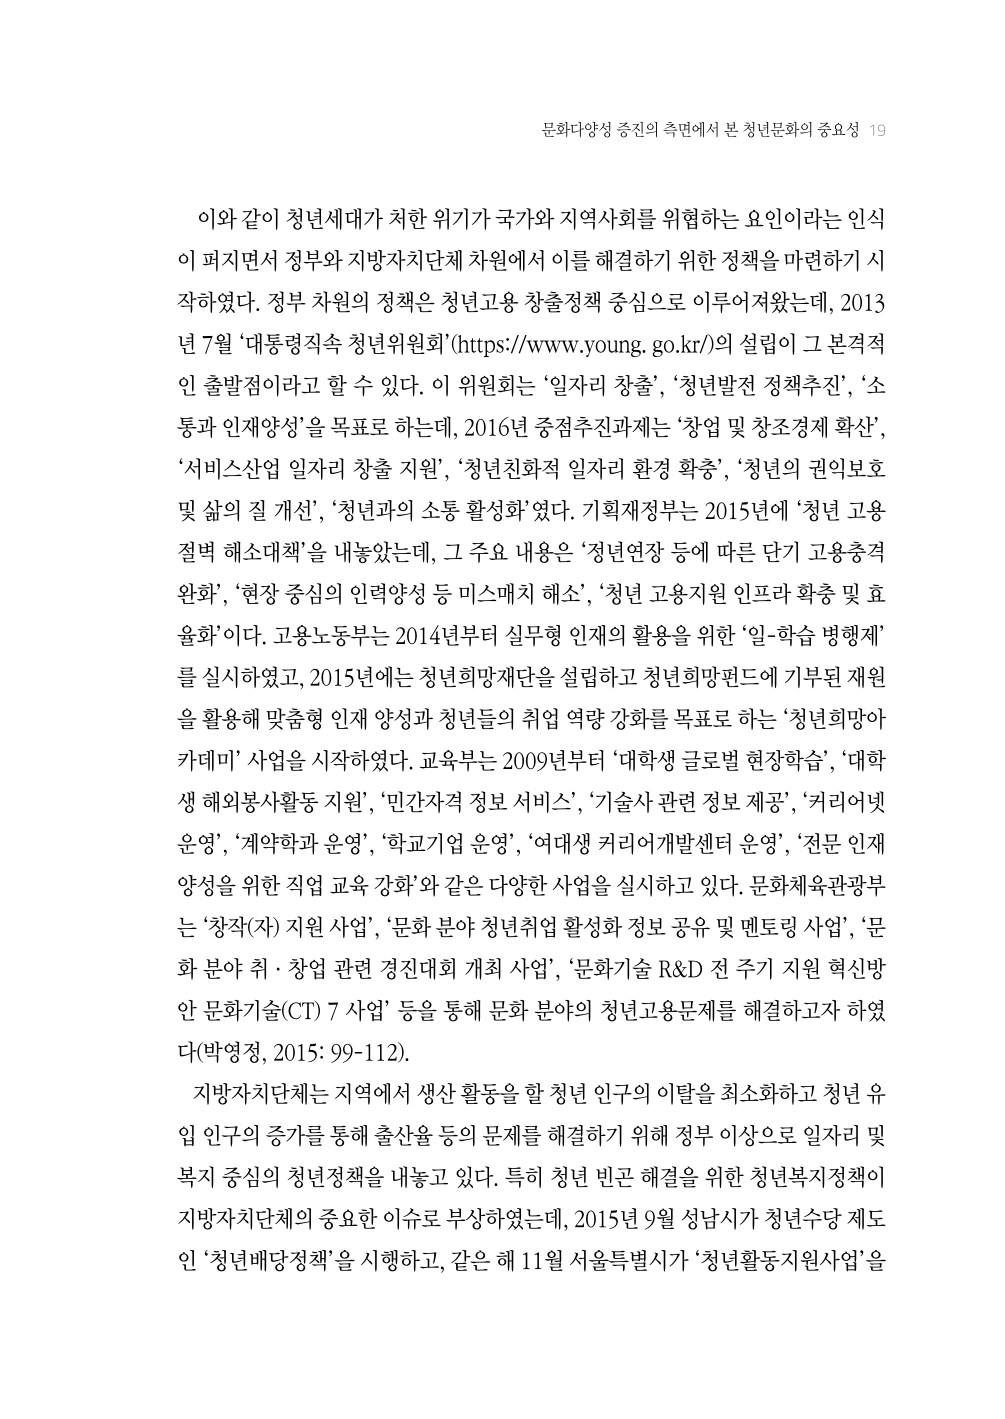 문화다양성 증진의 측면에서 본 청년문화의 중요성 19
이와 같이 청년세대가 처한 위기가 국가와 지역사회를 위협하는 요인이라는 인식
이 퍼지면서 정부와 지방자치단체 차원에서 이를 해결하기 위한 정책을 마련하기 시
작하였다. 정부 차원의 정책은 청년고용 창출정책 중심으로 이루어져왔는데, 2013
년 7월 ‘대통령직속 청년위원회’(https://www.young. go.kr/)의 설립이 그 본격적
인 출발점이라고 할 수 있다. 이 위원회는 ‘일자리 창출’, ‘청년발전 정책추진’, ‘소
통과 인재양성’을 목표로 하는데, 2016년 중점추진과제는 ‘창업 및 창조경제 확산’,
‘서비스산업 일자리 창출 지원’, ‘청년친화적 일자리 환경 확충’, ‘청년의 권익보호
및 삶의 질 개선’, ‘청년과의 소통 활성화’였다. 기획재정부는 2015년에 ‘청년 고용
절벽 해소대책’을 내놓았는데, 그 주요 내용은 ‘정년연장 등에 따른 단기 고용충격
완화’, ‘현장 중심의 인력양성 등 미스매치 해소’, ‘청년 고용지원 인프라 확충 및 효
율화’이다. 고용노동부는 2014년부터 실무형 인재의 활용을 위한 ‘일-학습 병행제’
를 실시하였고, 2015년에는 청년희망재단을 설립하고 청년희망펀드에 기부된 재원
을 활용해 맞춤형 인재 양성과 청년들의 취업 역량 강화를 목표로 하는 ‘청년희망아
카데미’ 사업을 시작하였다. 교육부는 2009년부터 ‘대학생 글로벌 현장학습’, ‘대학
생 해외봉사활동 지원’, ‘민간자격 정보 서비스’, ‘기술사 관련 정보 제공’, ‘커리어넷
운영’, ‘계약학과 운영’, ‘학교기업 운영’, ‘여대생 커리어개발센터 운영’, ‘전문 인재
양성을 위한 직업 교육 강화’와 같은 다양한 사업을 실시하고 있다. 문화체육관광부
는 ‘창작(자) 지원 사업’, ‘문화 분야 청년취업 활성화 정보 공유 및 멘토링 사업’, ‘문
화 분야 취 · 창업 관련 경진대회 개최 사업’, ‘문화기술 R&D 전 주기 지원 혁신방
안 문화기술(CT) 7 사업’ 등을 통해 문화 분야의 청년고용문제를 해결하고자 하였
다(박영정, 2015: 99-112).
지방자치단체는 지역에서 생산 활동을 할 청년 인구의 이탈을 최소화하고 청년 유
입 인구의 증가를 통해 출산율 등의 문제를 해결하기 위해 정부 이상으로 일자리 및
복지 중심의 청년정책을 내놓고 있다. 특히 청년 빈곤 해결을 위한 청년복지정책이
지방자치단체의 중요한 이슈로 부상하였는데, 2015년 9월 성남시가 청년수당 제도
인 ‘청년배당정책’을 시행하고, 같은 해 11월 서울특별시가 ‘청년활동지원사업’을